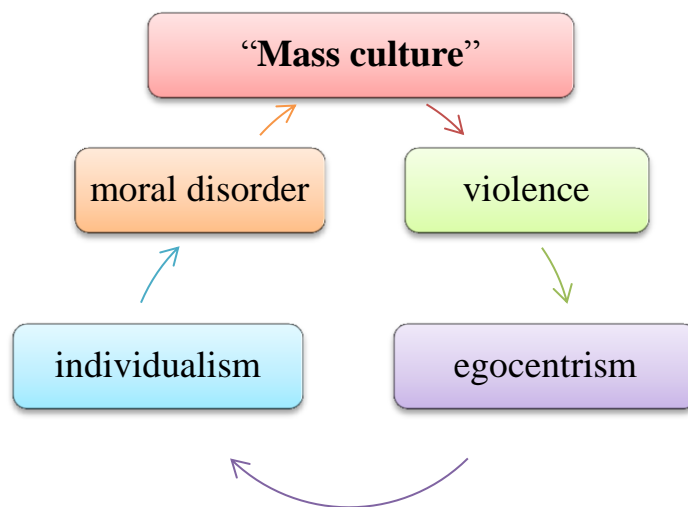 “Mass culture”
moral disorder
violence
individualism
egocentrism